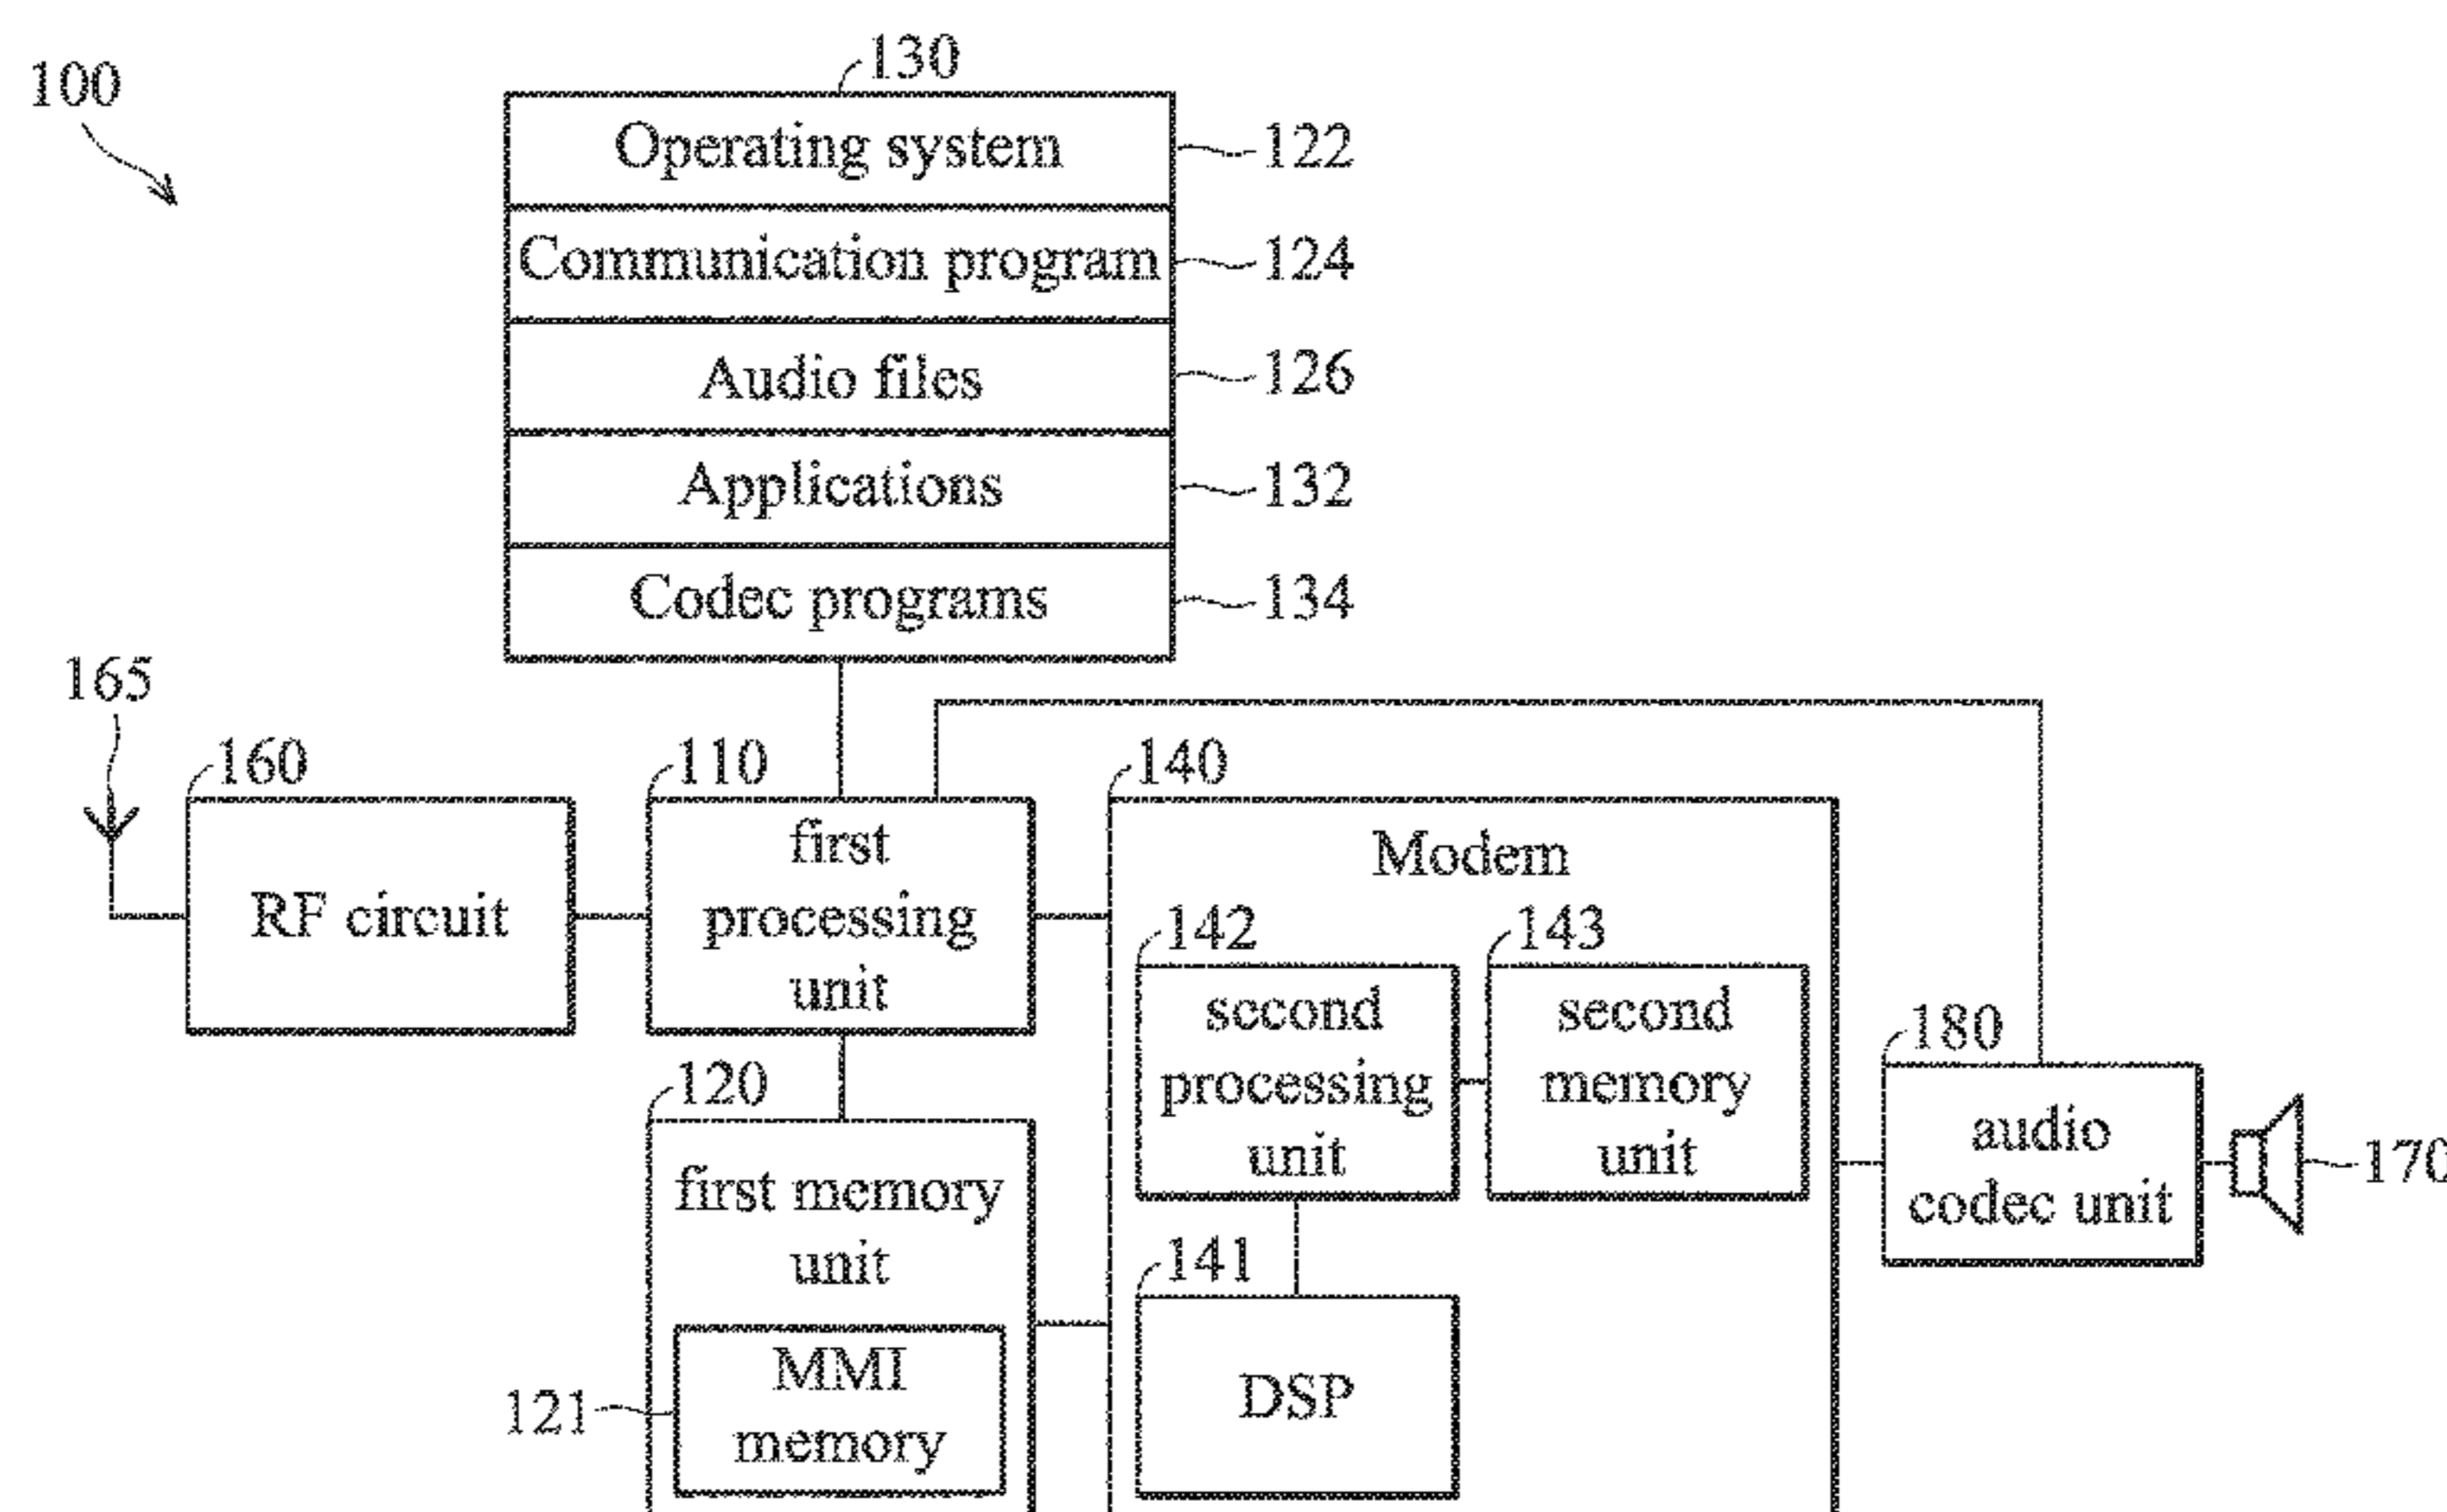 100
130
Operating system
122
Communication program
124
Audio files
126
Applications
132
Codec programs
134
165
160
RF circuit
110
first
processing
unit
140
Modem
142
second
processing
unit
143
second
memory
unit
141
DSP
120
first memory
unit
121
MMI
memory
180
audio
codec unit
170